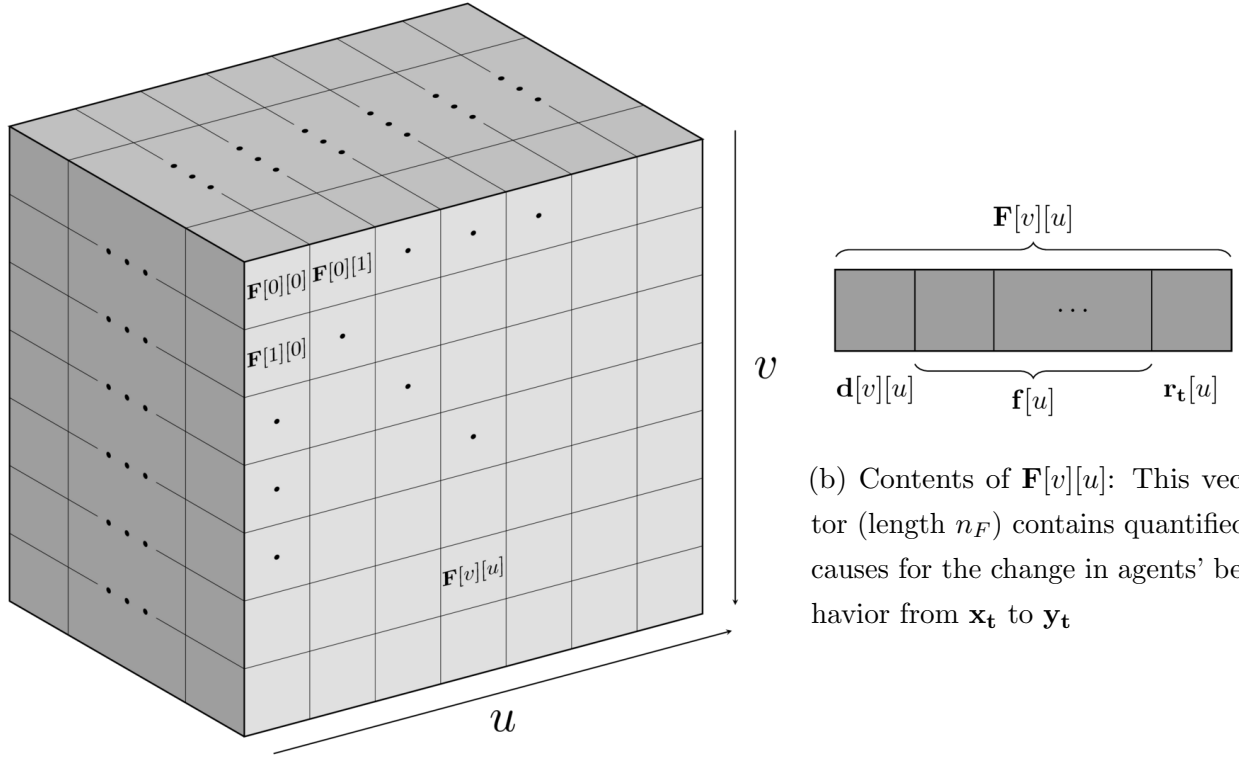 F[0][0] F[0][1]
F[1][0]
F[v][u]
v
u
F[v][u]
...
d[v][u] f[u] r_t[u]
(b) Contents of F[v][u]: This vec
tor (length n_F) contains quantified
causes for the change in agents' be
havior from x_t to y_t